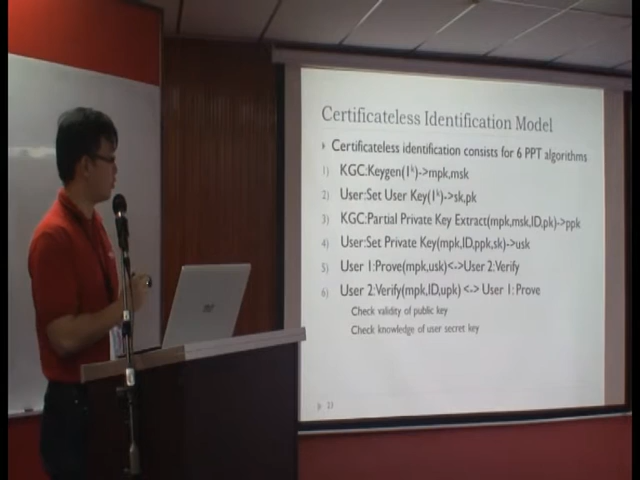 Certificateless Identification Model
Certificateless identification consists for 6 PPT algorithms
1) KGC:Keygen(1^k)->mpk,msk
2) User:Set User Key(1^k)->sk,pk
3) KGC:Partial Private Key Extract(mpk,msk,ID,pk)->ppk
4) User:Set Private Key(mpk,ID,ppk,sk)->usk
5) User 1:Prove(mpk,usk)<->User 2:Verify
6) User 2:Verify(mpk,ID,upk) <-> User 1:Prove
Check validity of public key
Check knowledge of user secret key